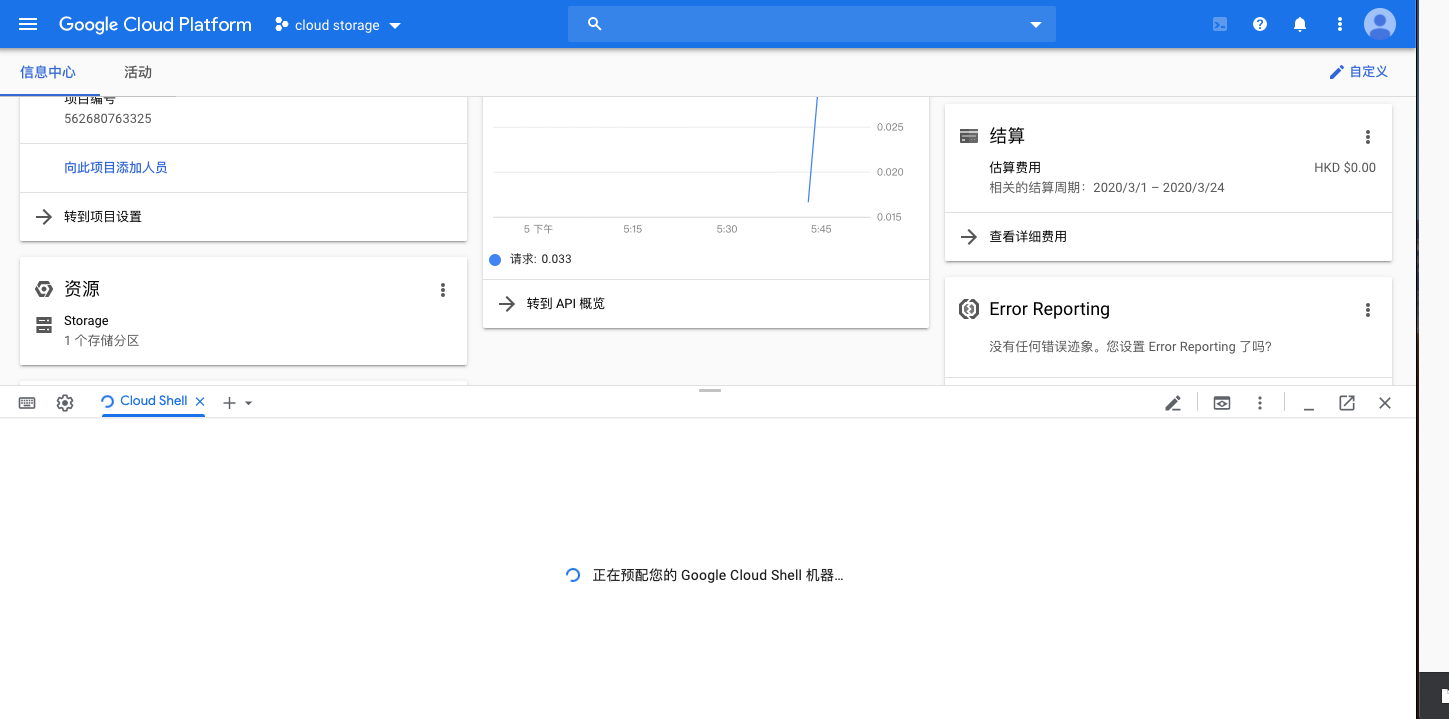 Google Cloud Platform
cloud storage
信息中心
活动
自定义
项目编号
562680763325
向此项目添加人员
转到项目设置
资源
Storage
1 个存储分区
0.025
0.020
0.015
5 下午
5:15
5:30
5:45
请求: 0.033
转到 API 概览
结算
估算费用
HKD $0.00
相关的结算周期：2020/3/1 – 2020/3/24
查看详细费用
Error Reporting
没有任何错误迹象。您设置 Error Reporting 了吗?
Cloud Shell
正在预配您的 Google Cloud Shell 机器...